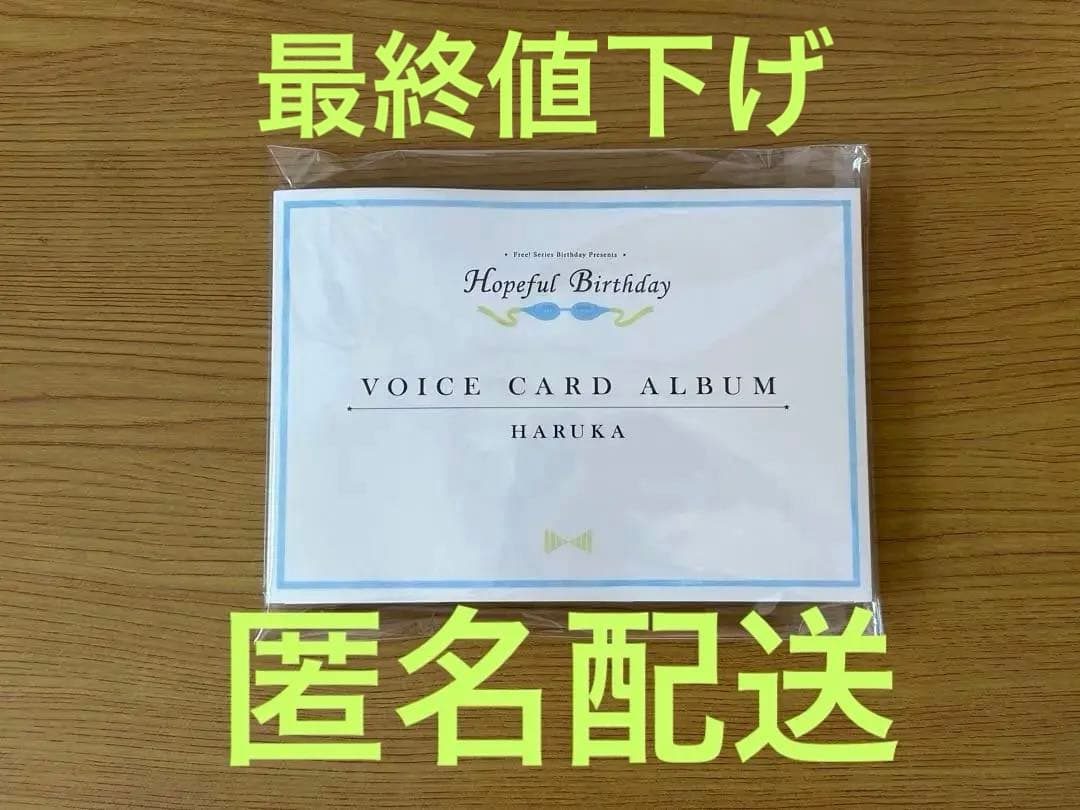 最終値下げ
• Free! Series Birthday Presents •
Hopeful Birthday
VOICE CARD ALBUM
HARUKA
匿名配送